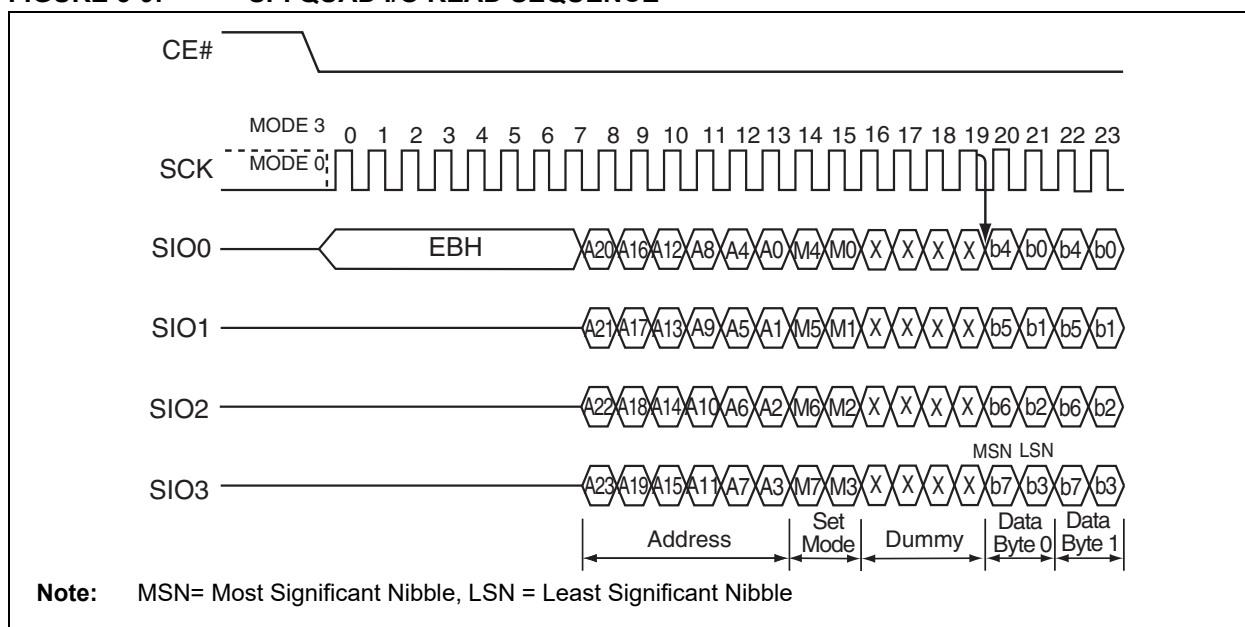 CE#
MODE 3 0 1 2 3 4 5 6 7 8 9 10 11 12 13 14 15 16 17 18 19 20 21 22 23
SCK MODE 0
SIO0 EBH A20 A16 A12 A8 A4 A0 M4 M0 X X X X b4 b0 b4 b0
SIO1 A21 A17 A13 A9 A5 A1 M5 M1 X X X X b5 b1 b5 b1
SIO2 A22 A18 A14 A10 A6 A2 M6 M2 X X X X b6 b2 b6 b2
MSN LSN
SIO3 A23 A19 A15 A11 A7 A3 M7 M3 X X X X b7 b3 b7 b3
Address Set Mode Dummy Data Byte 0 Data Byte 1
Note: MSN= Most Significant Nibble, LSN = Least Significant Nibble